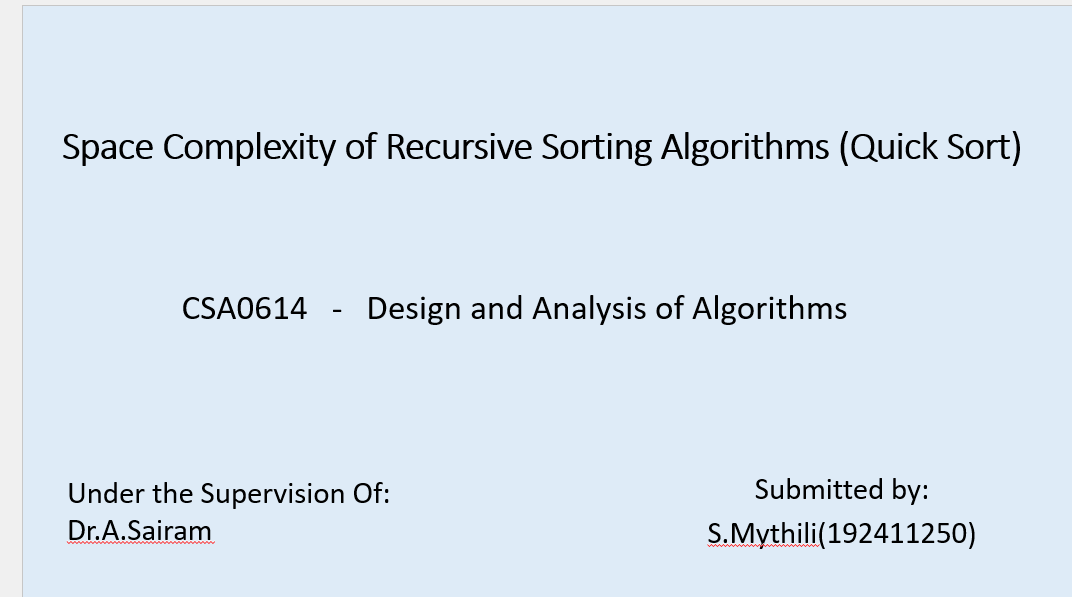 Space Complexity of Recursive Sorting Algorithms (Quick Sort)
CSA0614 - Design and Analysis of Algorithms
Under the Supervision Of:
Dr.A.Sairam
Submitted by:
S.Mythili(192411250)